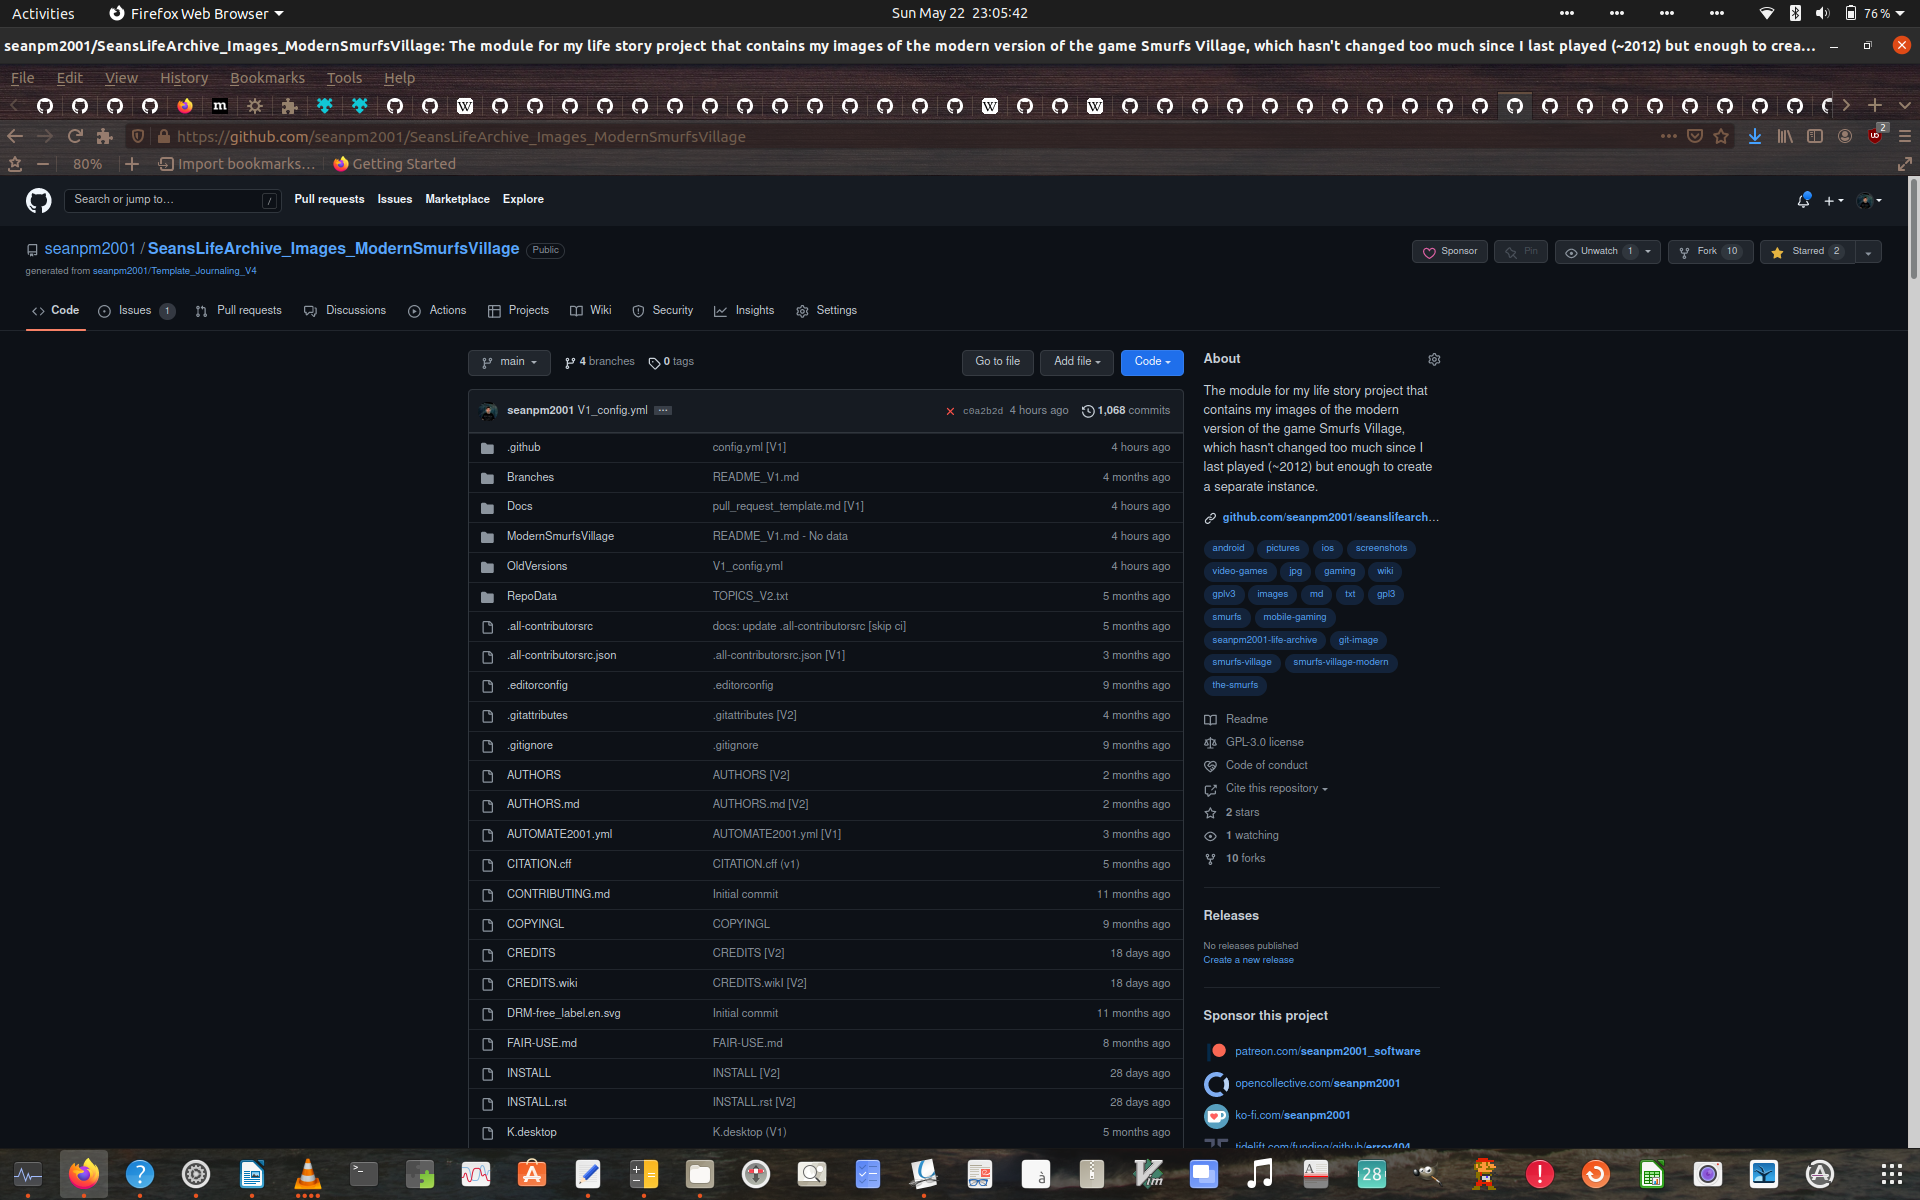 Activities
Firefox Web Browser
Sun May 22 23:05:42
76 %
seanpm2001/SeansLifeArchive_Images_ModernSmurfsVillage: The module for my life story project that contains my images of the modern version of the game Smurfs Village, which hasn't changed too much since I last played (~2012) but enough to crea…
File Edit View History Bookmarks Tools Help
https://github.com/seanpm2001/SeansLifeArchive_Images_ModernSmurfsVillage
2
80%
Import bookmarks…
Getting Started
Search or jump to…
/
Pull requests Issues Marketplace Explore
seanpm2001 / SeansLifeArchive_Images_ModernSmurfsVillage Public
generated from seanpm2001/Template_Journaling_V4
Sponsor
Pin
Unwatch 1
Fork 10
Starred 2
Code
Issues 1
Pull requests
Discussions
Actions
Projects
Wiki
Security
Insights
Settings
main
4 branches
0 tags
Go to file
Add file
Code
seanpm2001 V1_config.yml
c0a2b2d 4 hours ago
1,068 commits
.github config.yml [V1] 4 hours ago
Branches README_V1.md 4 months ago
Docs pull_request_template.md [V1] 4 hours ago
ModernSmurfsVillage README_V1.md - No data 4 hours ago
OldVersions V1_config.yml 4 hours ago
RepoData TOPICS_V2.txt 5 months ago
.all-contributorsrc docs: update .all-contributorsrc [skip ci] 5 months ago
.all-contributorsrc.json .all-contributorsrc.json [V1] 3 months ago
.editorconfig .editorconfig 9 months ago
.gitattributes .gitattributes [V2] 4 months ago
.gitignore .gitignore 9 months ago
AUTHORS AUTHORS [V2] 2 months ago
AUTHORS.md AUTHORS.md [V2] 2 months ago
AUTOMATE2001.yml AUTOMATE2001.yml [V1] 3 months ago
CITATION.cff CITATION.cff (v1) 5 months ago
CONTRIBUTING.md Initial commit 11 months ago
COPYINGL COPYINGL 9 months ago
CREDITS CREDITS [V2] 18 days ago
CREDITS.wiki CREDITS.wikI [V2] 18 days ago
DRM-free_label.en.svg Initial commit 11 months ago
FAIR-USE.md FAIR-USE.md 8 months ago
INSTALL INSTALL [V2] 28 days ago
INSTALL.rst INSTALL.rst [V2] 28 days ago
K.desktop K.desktop (V1) 5 months ago
About
The module for my life story project that
contains my images of the modern
version of the game Smurfs Village,
which hasn't changed too much since I
last played (~2012) but enough to create
a separate instance.
github.com/seanpm2001/seanslifearch…
android pictures ios screenshots
video-games jpg gaming wiki
gplv3 images md txt gpl3
smurfs mobile-gaming
seanpm2001-life-archive git-image
smurfs-village smurfs-village-modern
the-smurfs
Readme
GPL-3.0 license
Code of conduct
Cite this repository
2 stars
1 watching
10 forks
Releases
No releases published
Create a new release
Sponsor this project
patreon.com/seanpm2001_software
opencollective.com/seanpm2001
ko-fi.com/seanpm2001
tidelift.com/funding/github/error404
28